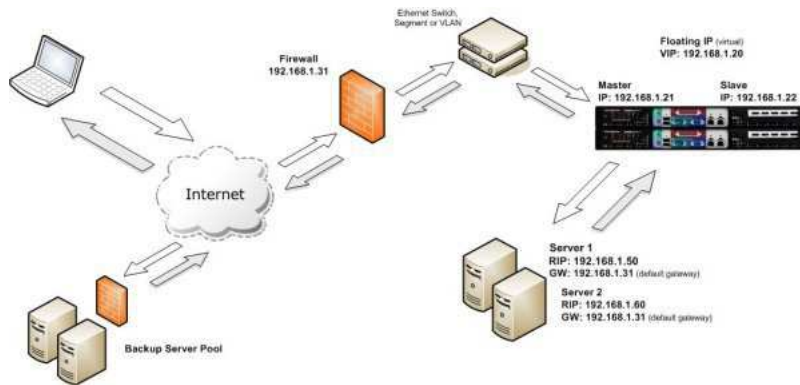 Ethernet Switch,
Segment or VLAN
Firewall
192.168.1.31
Floating IP (virtual)
VIP: 192.168.1.20
Master
IP: 192.168.1.21
Slave
IP: 192.168.1.22
Internet
Server 1
RIP: 192.168.1.50
GW: 192.168.1.31 (default gateway)
Server 2
RIP: 192.168.1.60
GW: 192.168.1.31 (default gateway)
Backup Server Pool